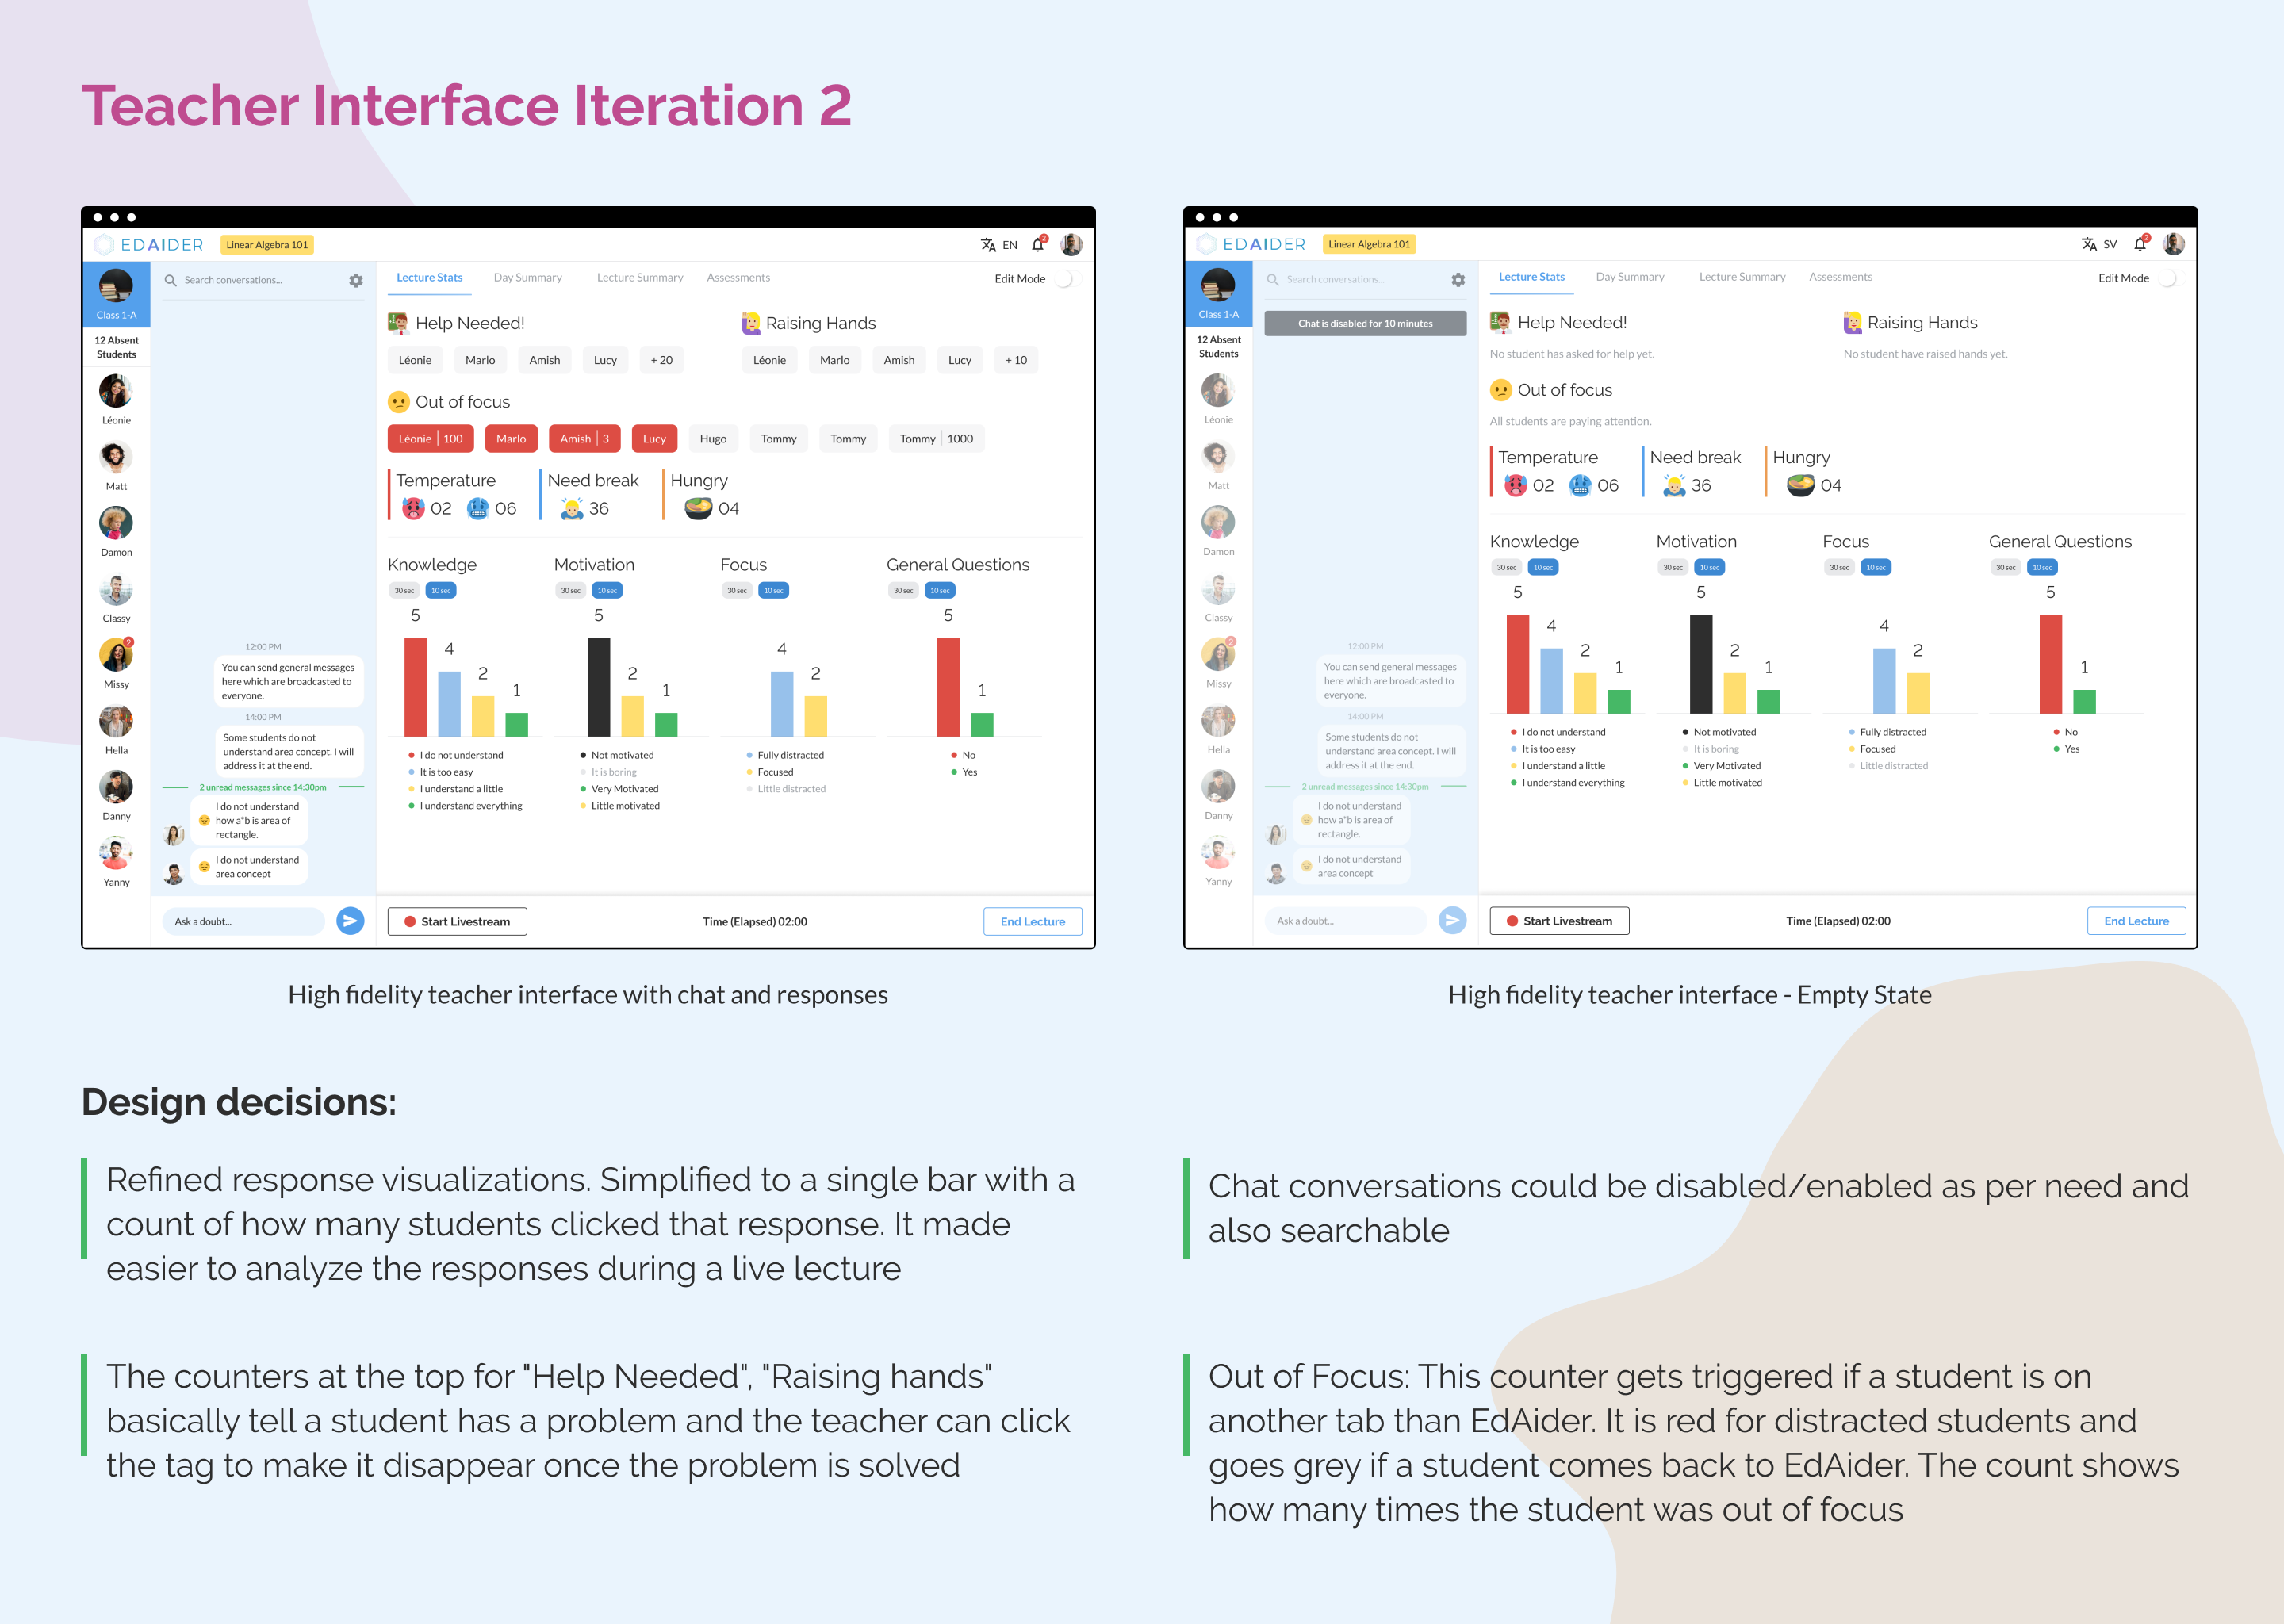 Teacher Interface Iteration 2
EDAIDER
Linear Algebra 101
EN
2
Class 1-A
12 Absent
Students
Léonie
Matt
Damon
Classy
2
Missy
Hella
Danny
Yanny
Search conversations...
12:00 PM
You can send general messages
here which are broadcasted to
everyone.
14:00 PM
Some students do not
understand area concept. I will
address it at the end.
2 unread messages since 14:30pm
I do not understand
how a*b is area of
rectangle.
I do not understand
area concept
Ask a doubt...
Lecture Stats Day Summary Lecture Summary Assessments
Edit Mode
Help Needed!
Léonie Marlo Amish Lucy + 20
Raising Hands
Léonie Marlo Amish Lucy + 10
Out of focus
Léonie 100 Marlo Amish 3 Lucy Hugo Tommy Tommy Tommy 1000
Temperature
02 06
Need break
36
Hungry
04
Knowledge
30 sec 10 sec
5
4
2
1
I do not understand
It is too easy
I understand a little
I understand everything
Motivation
30 sec 10 sec
5
2
1
Not motivated
It is boring
Very Motivated
Little motivated
Focus
30 sec 10 sec
4
2
Fully distracted
Focused
Little distracted
General Questions
30 sec 10 sec
5
1
No
Yes
Start Livestream
Time (Elapsed) 02:00
End Lecture
High fidelity teacher interface with chat and responses
EDAIDER
Linear Algebra 101
SV
2
Class 1-A
12 Absent
Students
Léonie
Matt
Damon
Classy
2
Missy
Hella
Danny
Yanny
Search conversations...
Chat is disabled for 10 minutes
12:00 PM
You can send general messages
here which are broadcasted to
everyone.
14:00 PM
Some students do not
understand area concept. I will
address it at the end.
2 unread messages since 14:30pm
I do not understand
how a*b is area of
rectangle.
I do not understand
area concept
Ask a doubt...
Lecture Stats Day Summary Lecture Summary Assessments
Edit Mode
Help Needed!
No student has asked for help yet.
Raising Hands
No student have raised hands yet.
Out of focus
All students are paying attention.
Temperature
02 06
Need break
36
Hungry
04
Knowledge
30 sec 10 sec
5
4
2
1
I do not understand
It is too easy
I understand a little
I understand everything
Motivation
30 sec 10 sec
5
2
1
Not motivated
It is boring
Very Motivated
Little motivated
Focus
30 sec 10 sec
4
2
Fully distracted
Focused
Little distracted
General Questions
30 sec 10 sec
5
1
No
Yes
Start Livestream
Time (Elapsed) 02:00
End Lecture
High fidelity teacher interface - Empty State
Design decisions:
Refined response visualizations. Simplified to a single bar with a
count of how many students clicked that response. It made
easier to analyze the responses during a live lecture
Chat conversations could be disabled/enabled as per need and
also searchable
The counters at the top for "Help Needed", "Raising hands"
basically tell a student has a problem and the teacher can click
the tag to make it disappear once the problem is solved
Out of Focus: This counter gets triggered if a student is on
another tab than EdAider. It is red for distracted students and
goes grey if a student comes back to EdAider. The count shows
how many times the student was out of focus